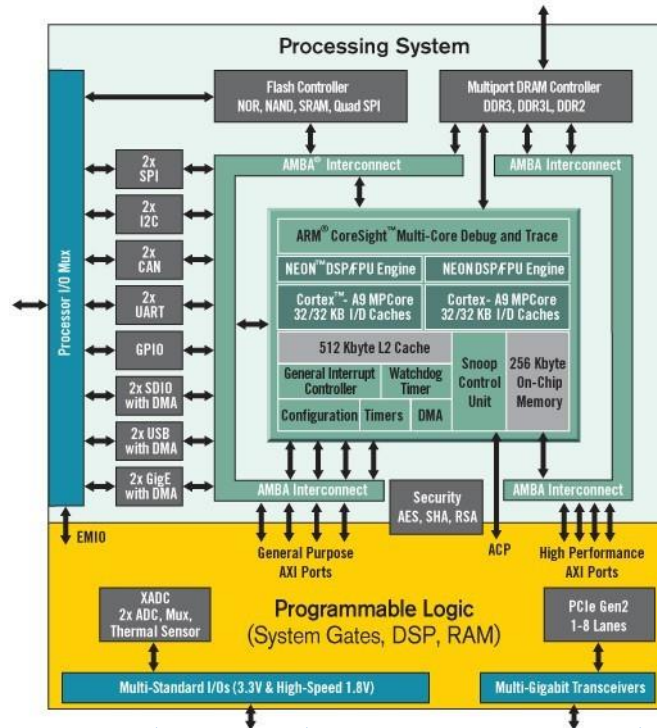 Processing System
Flash Controller
NOR, NAND, SRAM, Quad SPI
Multiport DRAM Controller
DDR3, DDR3L, DDR2
AMBA® Interconnect
AMBA Interconnect
Processor I/O Mux
2x
SPI
2x
I2C
2x
CAN
2x
UART
GPIO
2x SDIO
with DMA
2x USB
with DMA
2x GigE
with DMA
ARM® CoreSight™ Multi-Core Debug and Trace
NEON™ DSP/FPU Engine
NEON DSP/FPU Engine
Cortex™- A9 MPCore
32/32 KB I/D Caches
Cortex- A9 MPCore
32/32 KB I/D Caches
512 Kbyte L2 Cache
General Interrupt
Controller
Watchdog
Timer
Configuration
Timers
DMA
Snoop
Control
Unit
256 Kbyte
On-Chip
Memory
AMBA Interconnect
Security
AES, SHA, RSA
AMBA Interconnect
EMIO
General Purpose
AXI Ports
ACP
High Performance
AXI Ports
XADC
2x ADC, Mux,
Thermal Sensor
Programmable Logic
(System Gates, DSP, RAM)
PCIe Gen2
1-8 Lanes
Multi-Standard I/Os (3.3V & High-Speed 1.8V)
Multi-Gigabit Transceivers